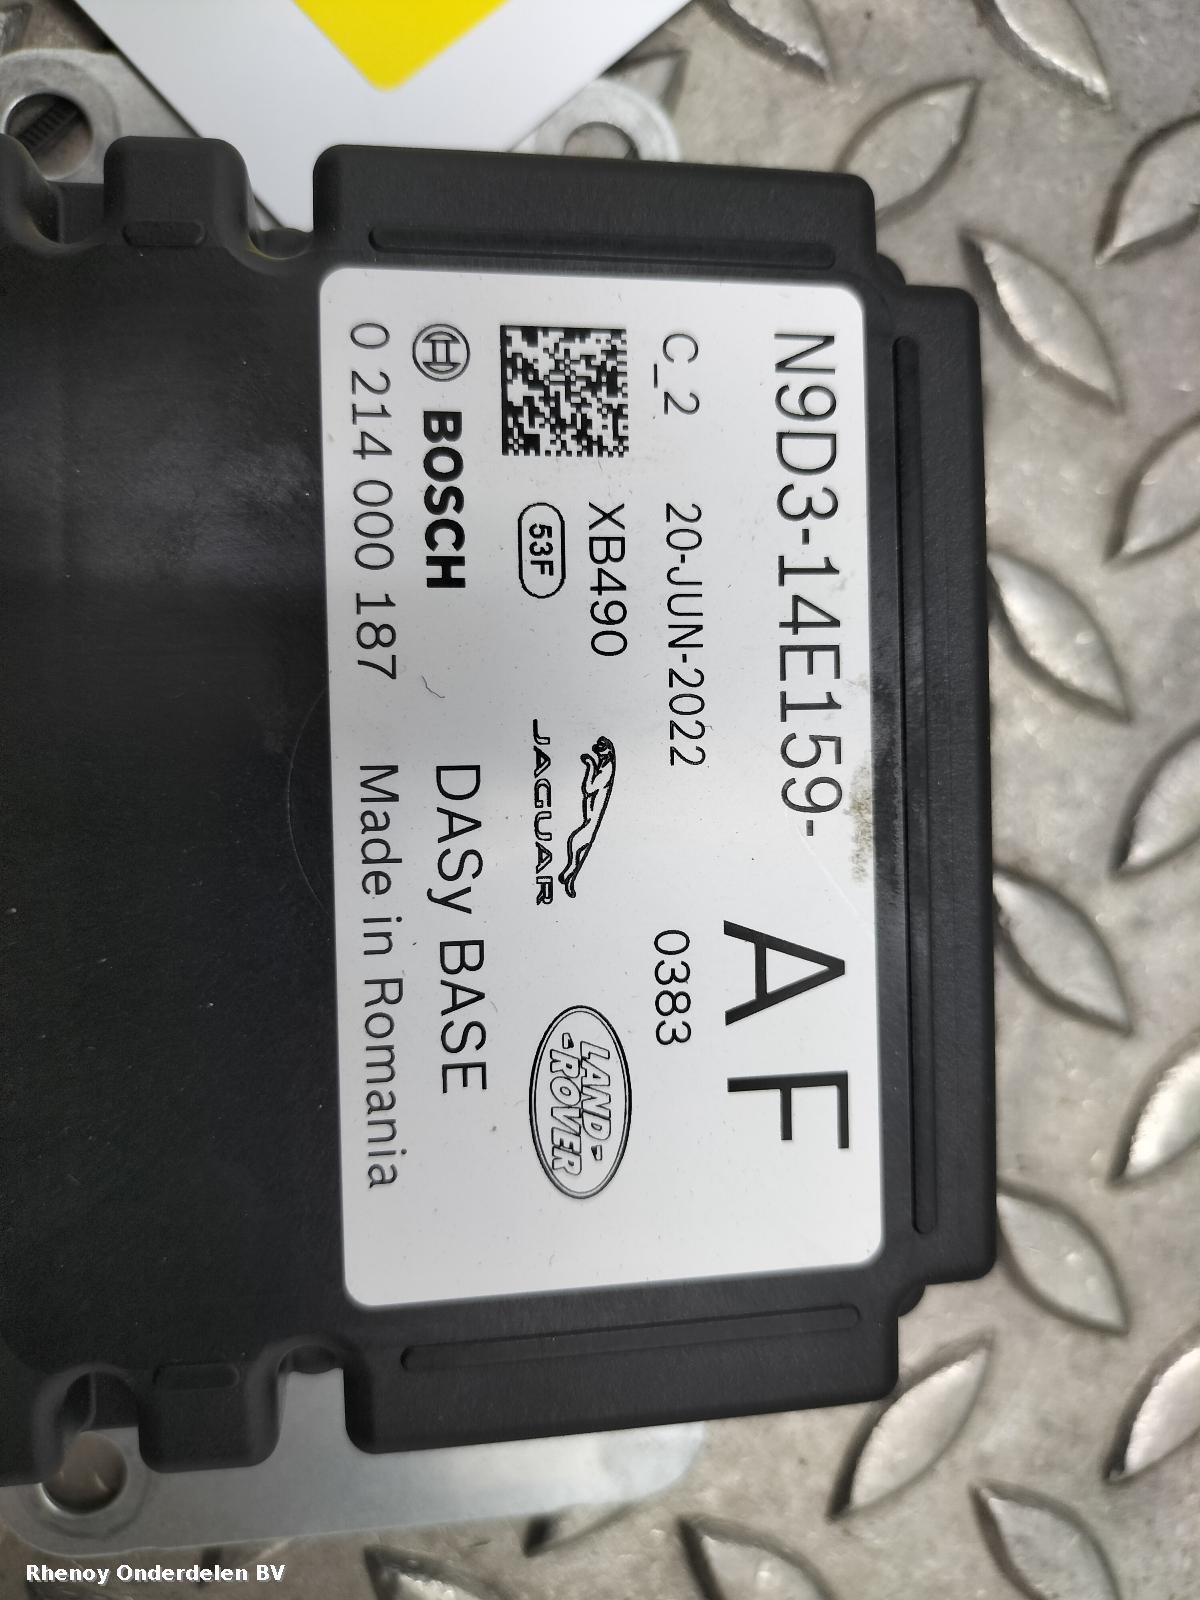 N9D3-14E159- AF
C_2 20-JUN-2022 0383
XB490
53F
JAGUAR
LAND-
-ROVER
BOSCH DASy BASE
0 214 000 187 Made in Romania
Rhenoy Onderdelen BV